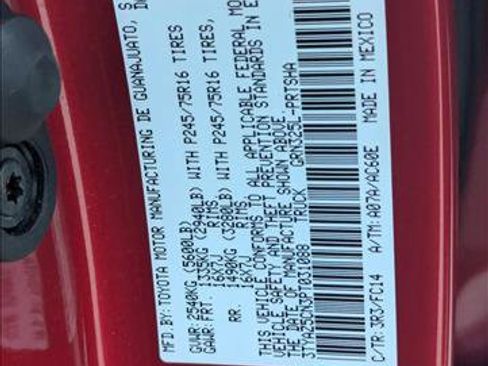 MFD. BY: TOYOTA MOTOR MANUFACTURING DE GUANAJUATO, S
GVWR: 2540KG (5600LB)
GAWR: FRT. 1335KG (2940LB) WITH P245/75R16 TIRES,
16X7J RIMS
RR. 1490KG (3280LB) WITH P245/75R16 TIRES,
16X7J RIMS
THIS VEHICLE CONFORMS TO ALL APPLICABLE FEDERAL MO
VEHICLE SAFETY AND THEFT PREVENTION STANDARDS IN E
THE DATE OF MANUFACTURE SHOWN ABOVE.
3TYAZ5CN3PT031088 TRUCK GRN325L-PRTSHA
C/TR: 3R3/FC14 A/TM: A07A/AC60E MADE IN MEXICO